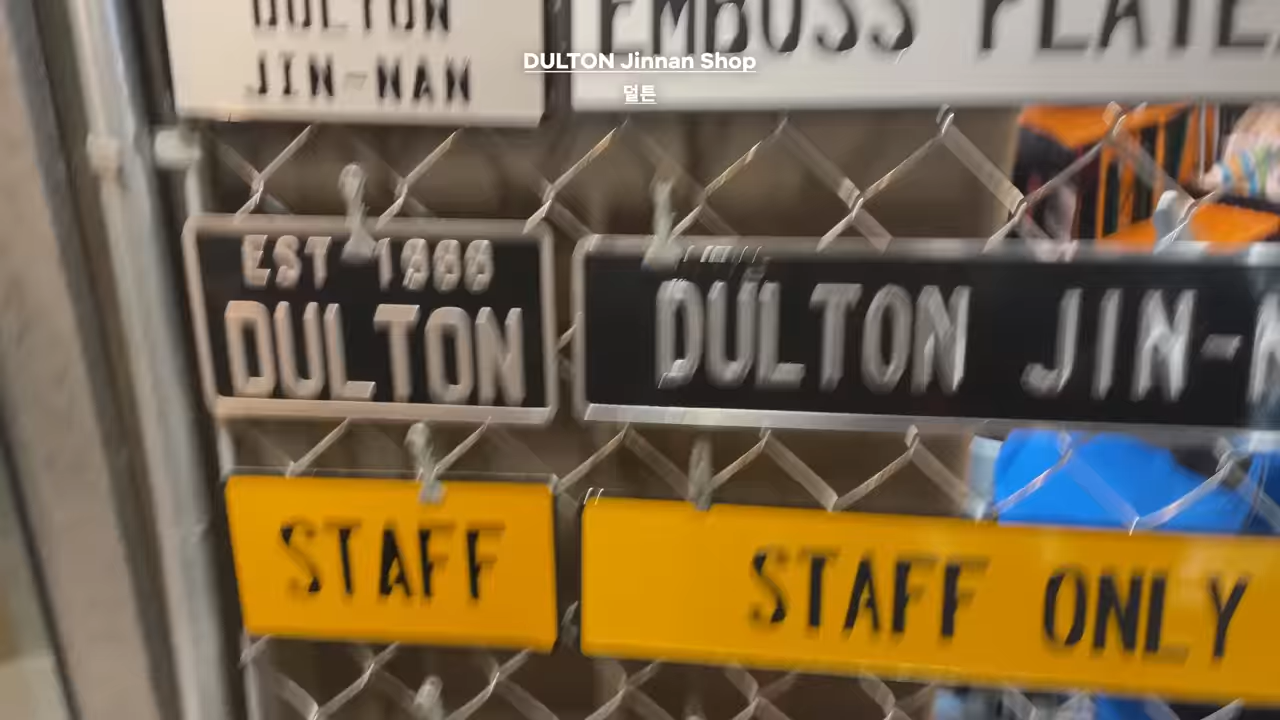 DULTON
JIN-NAN
EMBOSS PLATE
DULTON Jinnan Shop
덜튼
EST 1988
DULTON
DULTON JIN-N
STAFF
STAFF ONLY